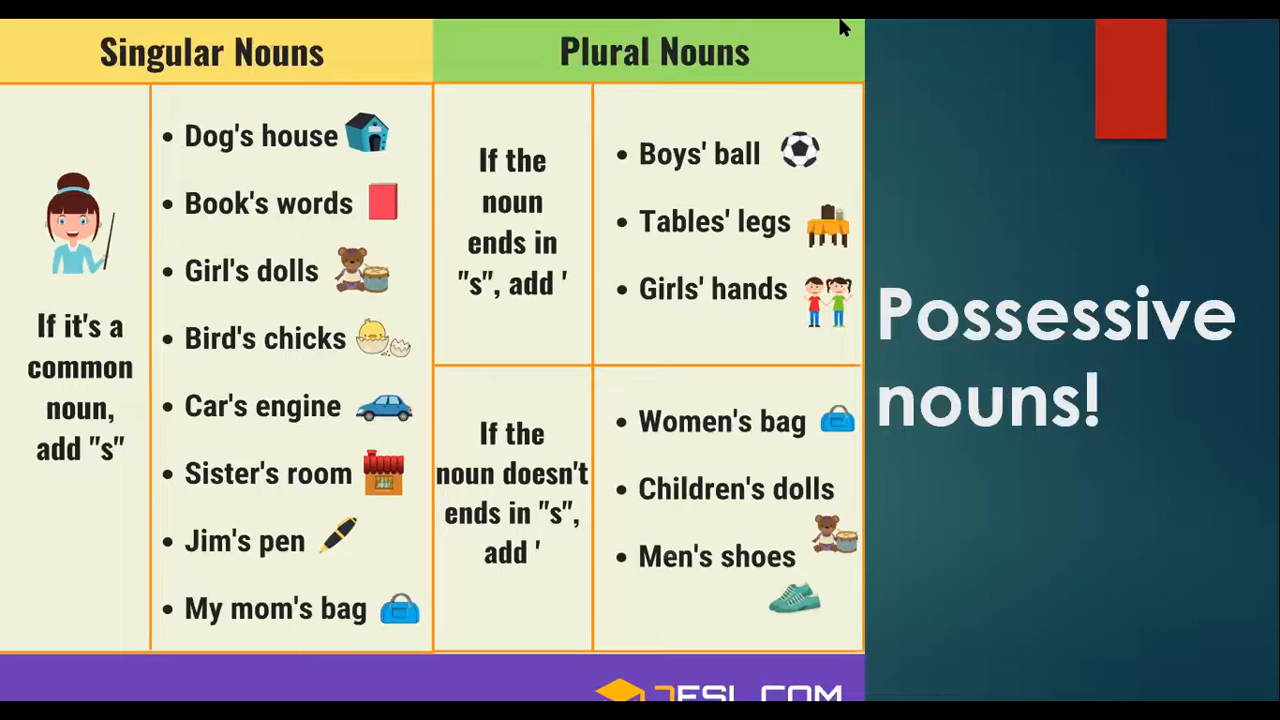 Singular Nouns
Plural Nouns
If it's a
common
noun,
add "s"
• Dog's house
• Book's words
• Girl's dolls
• Bird's chicks
• Car's engine
• Sister's room
• Jim's pen
• My mom's bag
If the
noun
ends in
"s", add '
• Boys' ball
• Tables' legs
• Girls' hands
If the
noun doesn't
ends in "s",
add '
• Women's bag
• Children's dolls
• Men's shoes
Possessive
nouns!
7ESL.COM